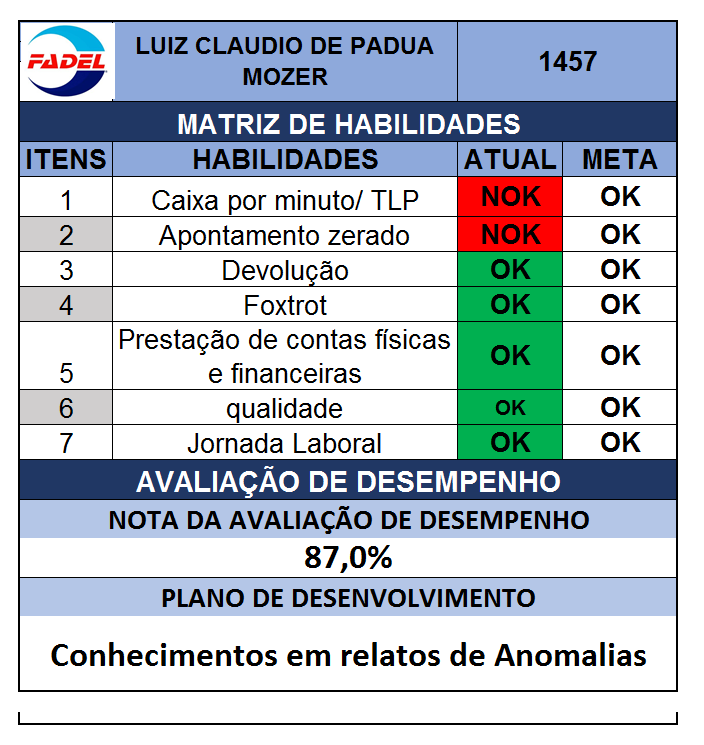 FADEL
LUIZ CLAUDIO DE PADUA
MOZER
1457
MATRIZ DE HABILIDADES
ITENS HABILIDADES ATUAL META
1 Caixa por minuto/ TLP NOK OK
2 Apontamento zerado NOK OK
3 Devolução OK OK
4 Foxtrot OK OK
Prestação de contas físicas
5 e financeiras OK OK
6 qualidade OK OK
7 Jornada Laboral OK OK
AVALIAÇÃO DE DESEMPENHO
NOTA DA AVALIAÇÃO DE DESEMPENHO
87,0%
PLANO DE DESENVOLVIMENTO
Conhecimentos em relatos de Anomalias